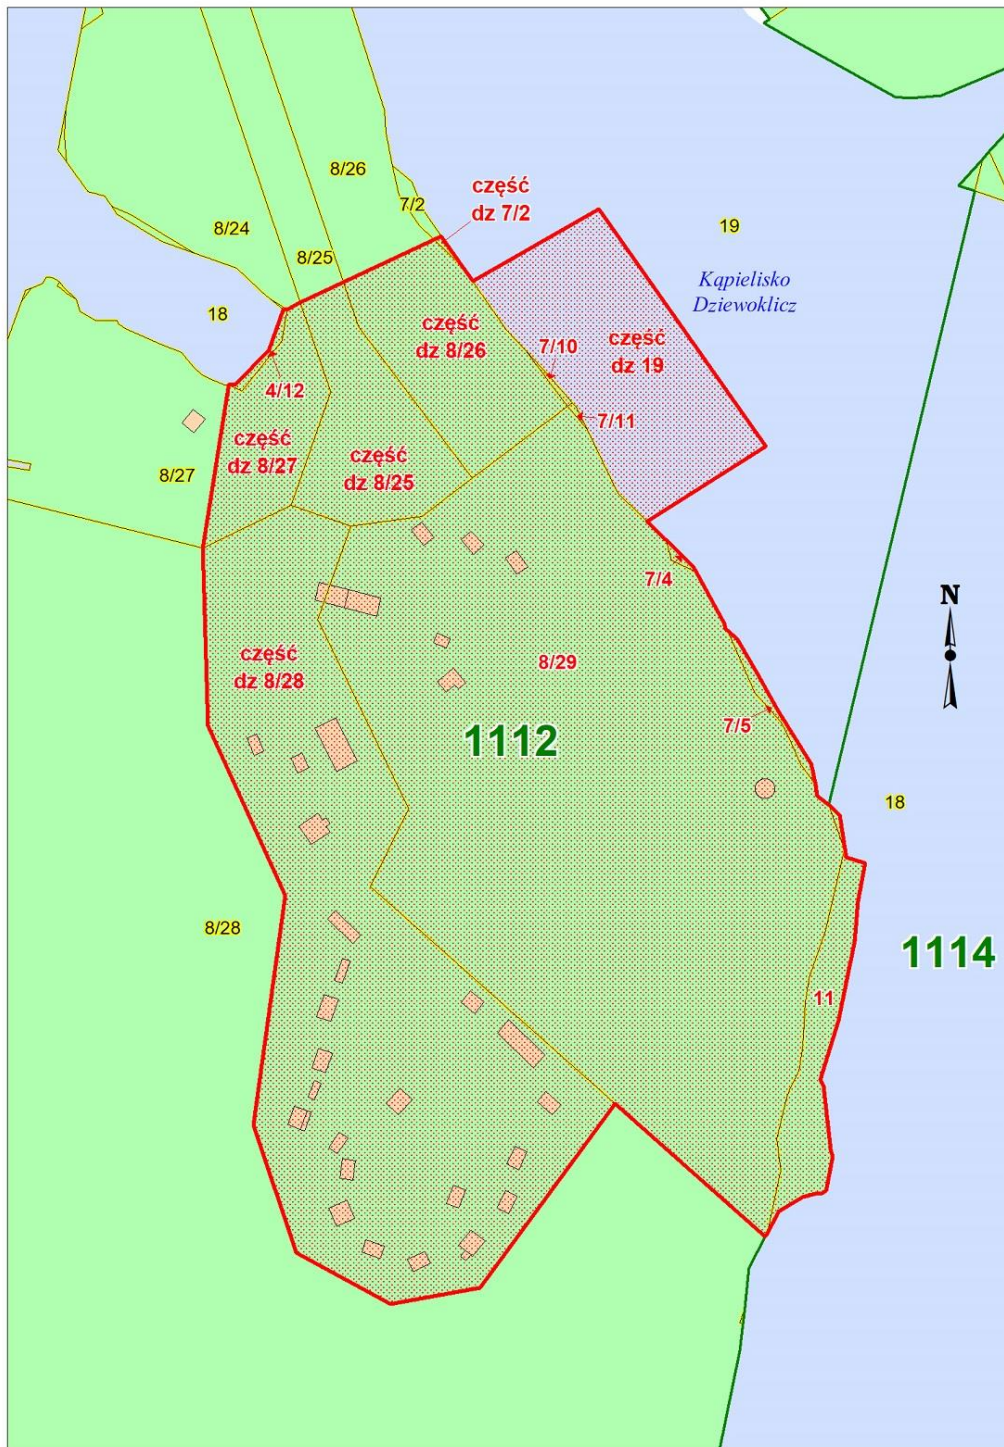 8/26
część
dz 7/2
7/2
8/24
19
8/25
Kąpielisko
Dziewoklicz
18
część
dz 8/26
7/10
część
dz 19
4/12
7/11
część
dz 8/27
część
dz 8/25
8/27
7/4
N
część
dz 8/28
8/29
7/5
1112
18
8/28
1114
11